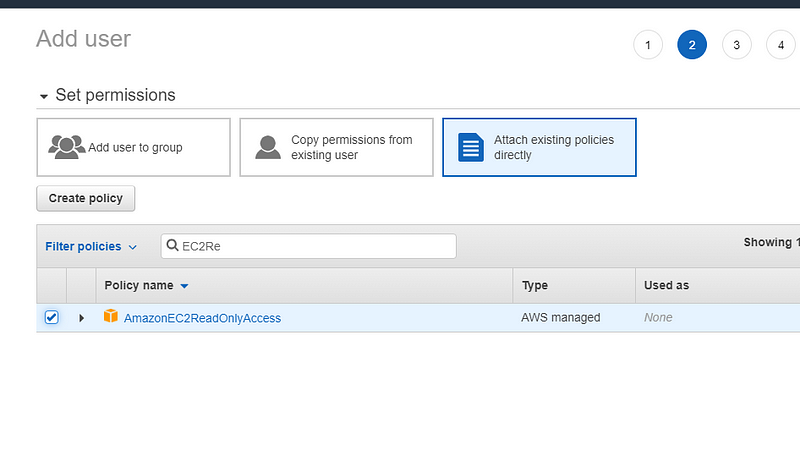 Add user
1 2 3 4
Set permissions
Add user to group
Copy permissions from
existing user
Attach existing policies
directly
Create policy
Filter policies
EC2Re
Showing 1
Policy name
Type
Used as
AmazonEC2ReadOnlyAccess
AWS managed
None